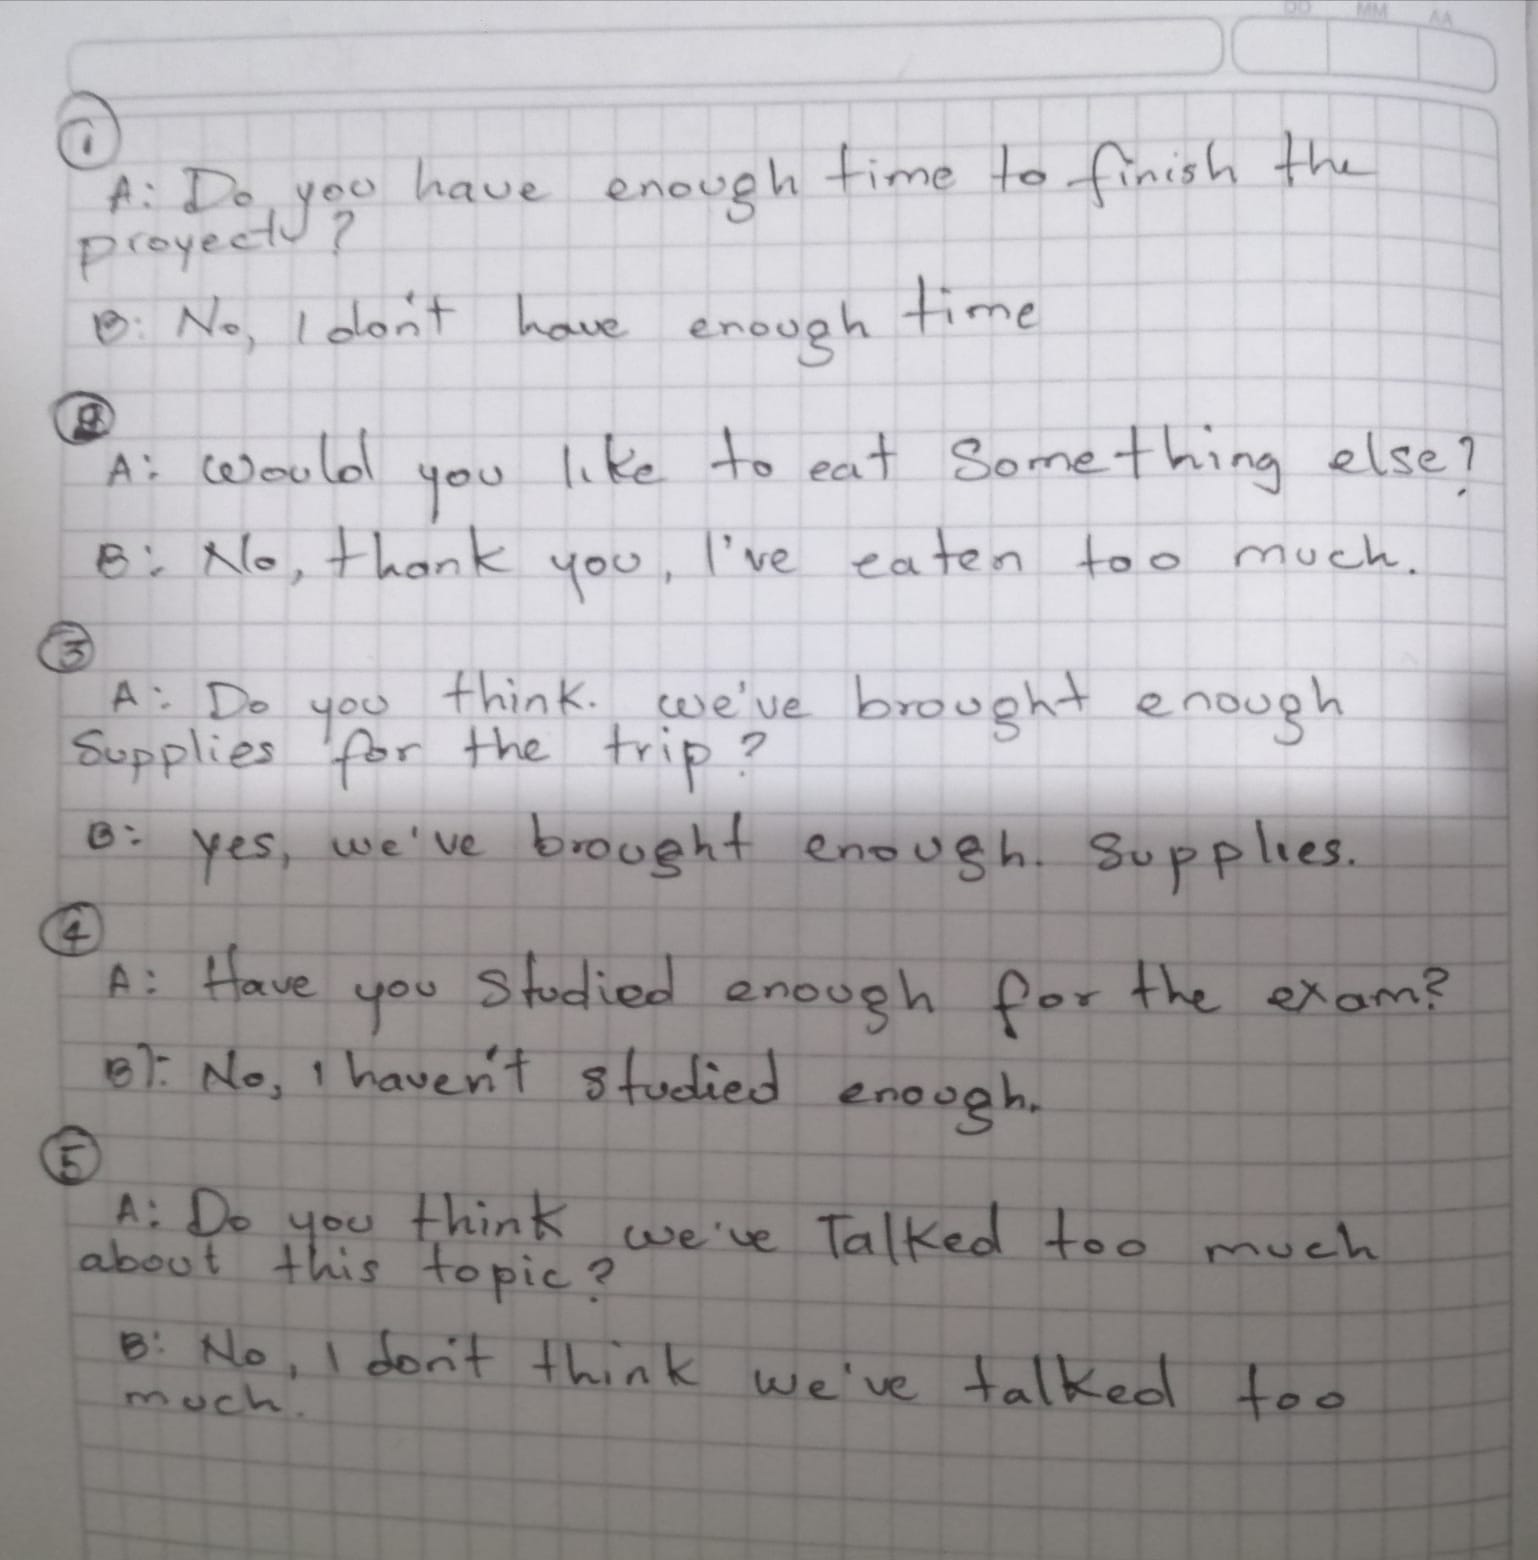 DD MM AA
①
A: Do you have enough time to finish the
proyecty?
B: No, I don't have enough time
②
A: Would you like to eat something else?
B: No, thank you, I've eaten too much.
③
A: Do you think. we've brought enough
Supplies for the trip?
B: yes, we've brought enough. Supplies.
④
A: Have you studied enough for the exam?
B): No, I haven't studied enough.
⑤
A: Do you think we've Talked too much
about this topic?
B: No, I don't think we've talked too
much.